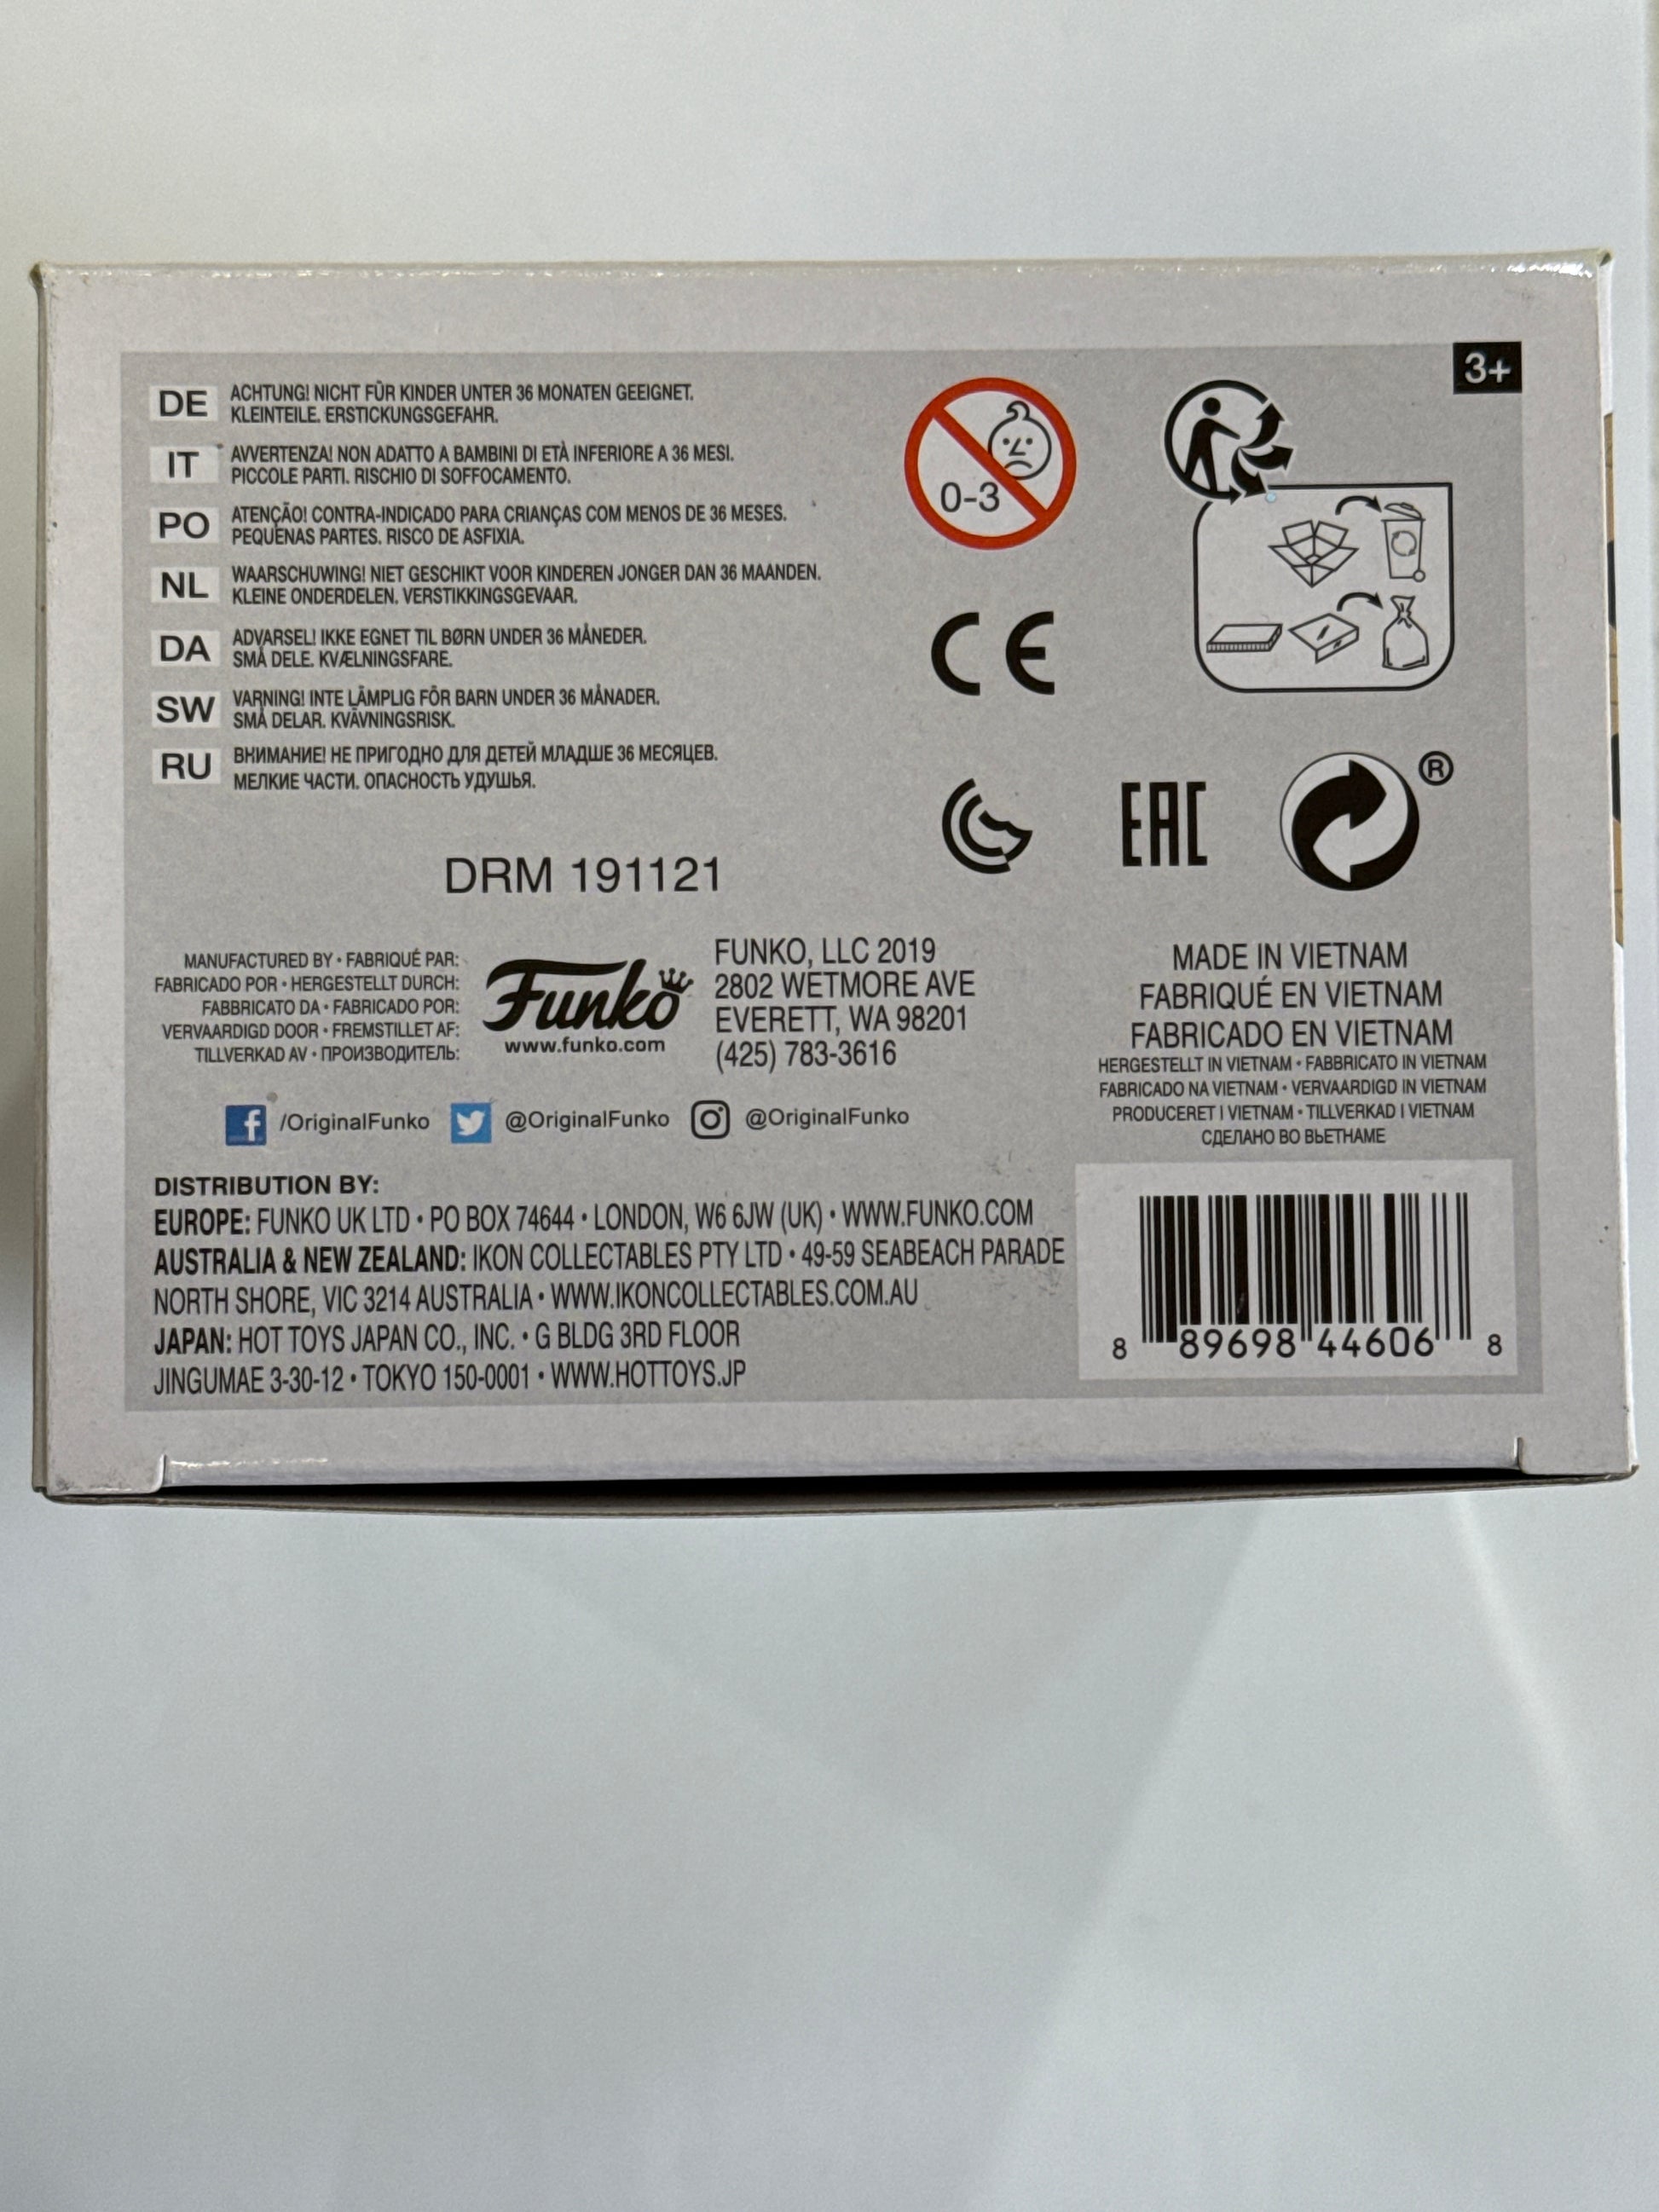 3+
DE ACHTUNG! NICHT FÜR KINDER UNTER 36 MONATEN GEEIGNET.
KLEINTEILE. ERSTICKUNGSGEFAHR.
IT AVVERTENZA! NON ADATTO A BAMBINI DI ETÀ INFERIORE A 36 MESI.
PICCOLE PARTI. RISCHIO DI SOFFOCAMENTO.
PO ATENÇÃO! CONTRA-INDICADO PARA CRIANÇAS COM MENOS DE 36 MESES.
PEQUENAS PARTES. RISCO DE ASFIXIA.
NL WAARSCHUWING! NIET GESCHIKT VOOR KINDEREN JONGER DAN 36 MAANDEN.
KLEINE ONDERDELEN. VERSTIKKINGSGEVAAR.
DA ADVARSEL! IKKE EGNET TIL BØRN UNDER 36 MÅNEDER.
SMÅ DELE. KVÆLNINGSFARE.
SW VARNING! INTE LÄMPLIG FÖR BARN UNDER 36 MÅNADER.
SMÅ DELAR. KVÄVNINGSRISK.
RU ВНИМАНИЕ! НЕ ПРИГОДНО ДЛЯ ДЕТЕЙ МЛАДШЕ 36 МЕСЯЦЕВ.
МЕЛКИЕ ЧАСТИ. ОПАСНОСТЬ УДУШЬЯ.
0-3
CE
EAC
®
DRM 191121
MANUFACTURED BY • FABRIQUÉ PAR:
FABRICADO POR • HERGESTELLT DURCH:
FABBRICATO DA • FABRICADO POR:
VERVAARDIGD DOOR • FREMSTILLET AF:
TILLVERKAD AV • ПРОИЗВОДИТЕЛЬ:
Funko
www.funko.com
FUNKO, LLC 2019
2802 WETMORE AVE
EVERETT, WA 98201
(425) 783-3616
MADE IN VIETNAM
FABRIQUÉ EN VIETNAM
FABRICADO EN VIETNAM
HERGESTELLT IN VIETNAM • FABBRICATO IN VIETNAM
FABRICADO NA VIETNAM • VERVAARDIGD IN VIETNAM
PRODUCERET I VIETNAM • TILLVERKAD I VIETNAM
СДЕЛАНО ВО ВЬЕТНАМЕ
/OriginalFunko @OriginalFunko @OriginalFunko
DISTRIBUTION BY:
EUROPE: FUNKO UK LTD • PO BOX 74644 • LONDON, W6 6JW (UK) • WWW.FUNKO.COM
AUSTRALIA & NEW ZEALAND: IKON COLLECTABLES PTY LTD • 49-59 SEABEACH PARADE
NORTH SHORE, VIC 3214 AUSTRALIA • WWW.IKONCOLLECTABLES.COM.AU
JAPAN: HOT TOYS JAPAN CO., INC. • G BLDG 3RD FLOOR
JINGUMAE 3-30-12 • TOKYO 150-0001 • WWW.HOTTOYS.JP
8 89698 44606 8